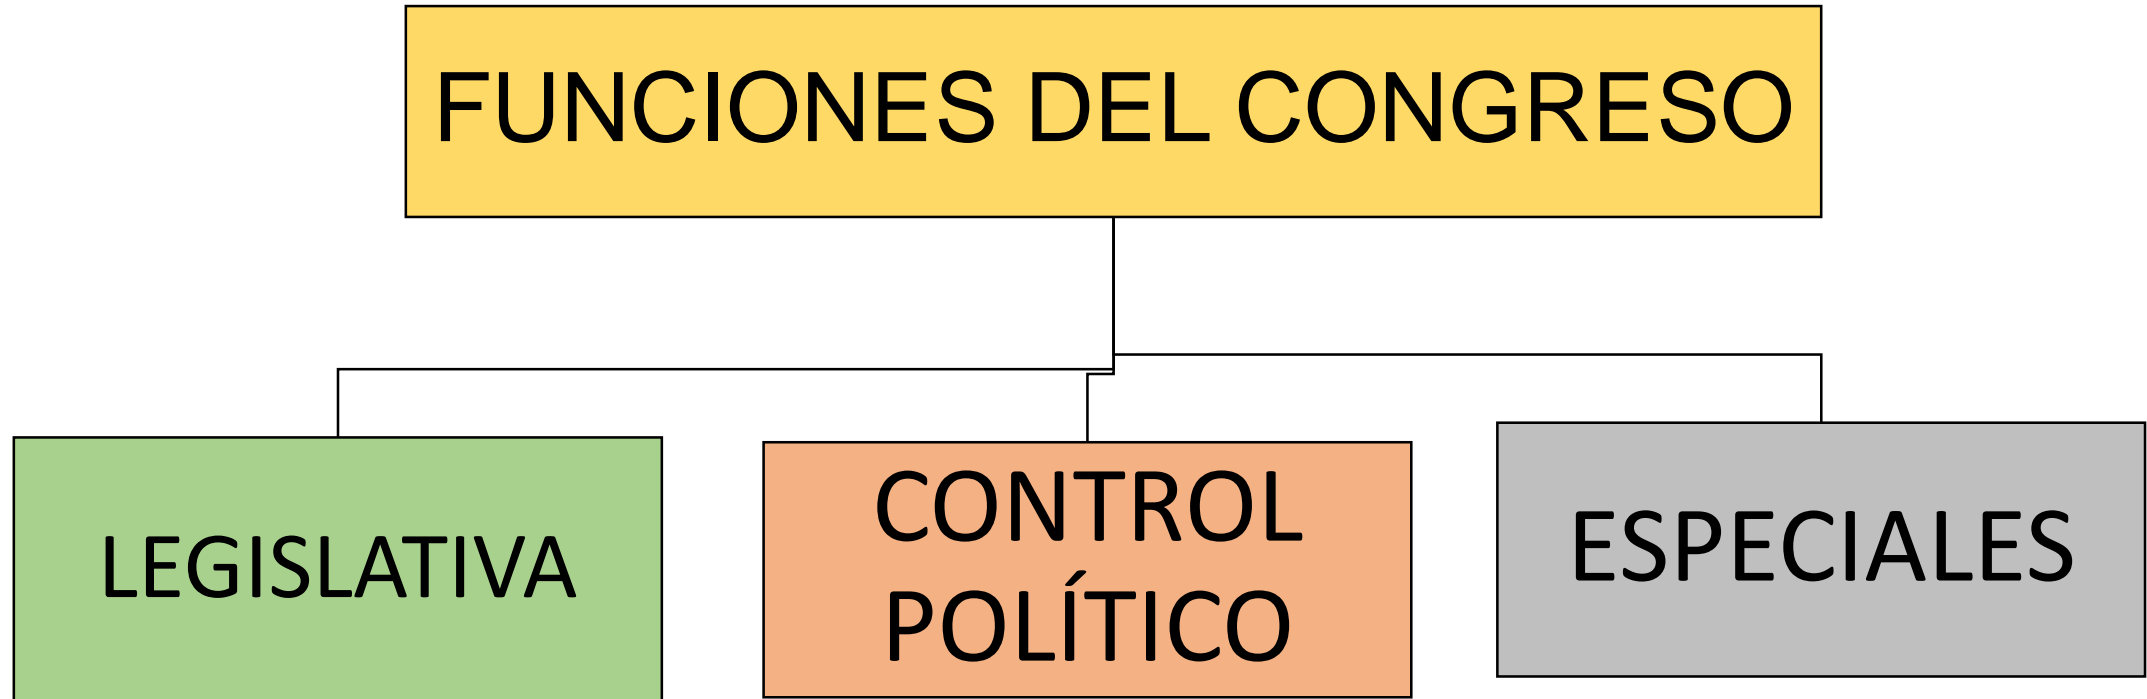 FUNCIONES DEL CONGRESO
LEGISLATIVA
CONTROL
POLÍTICO
ESPECIALES